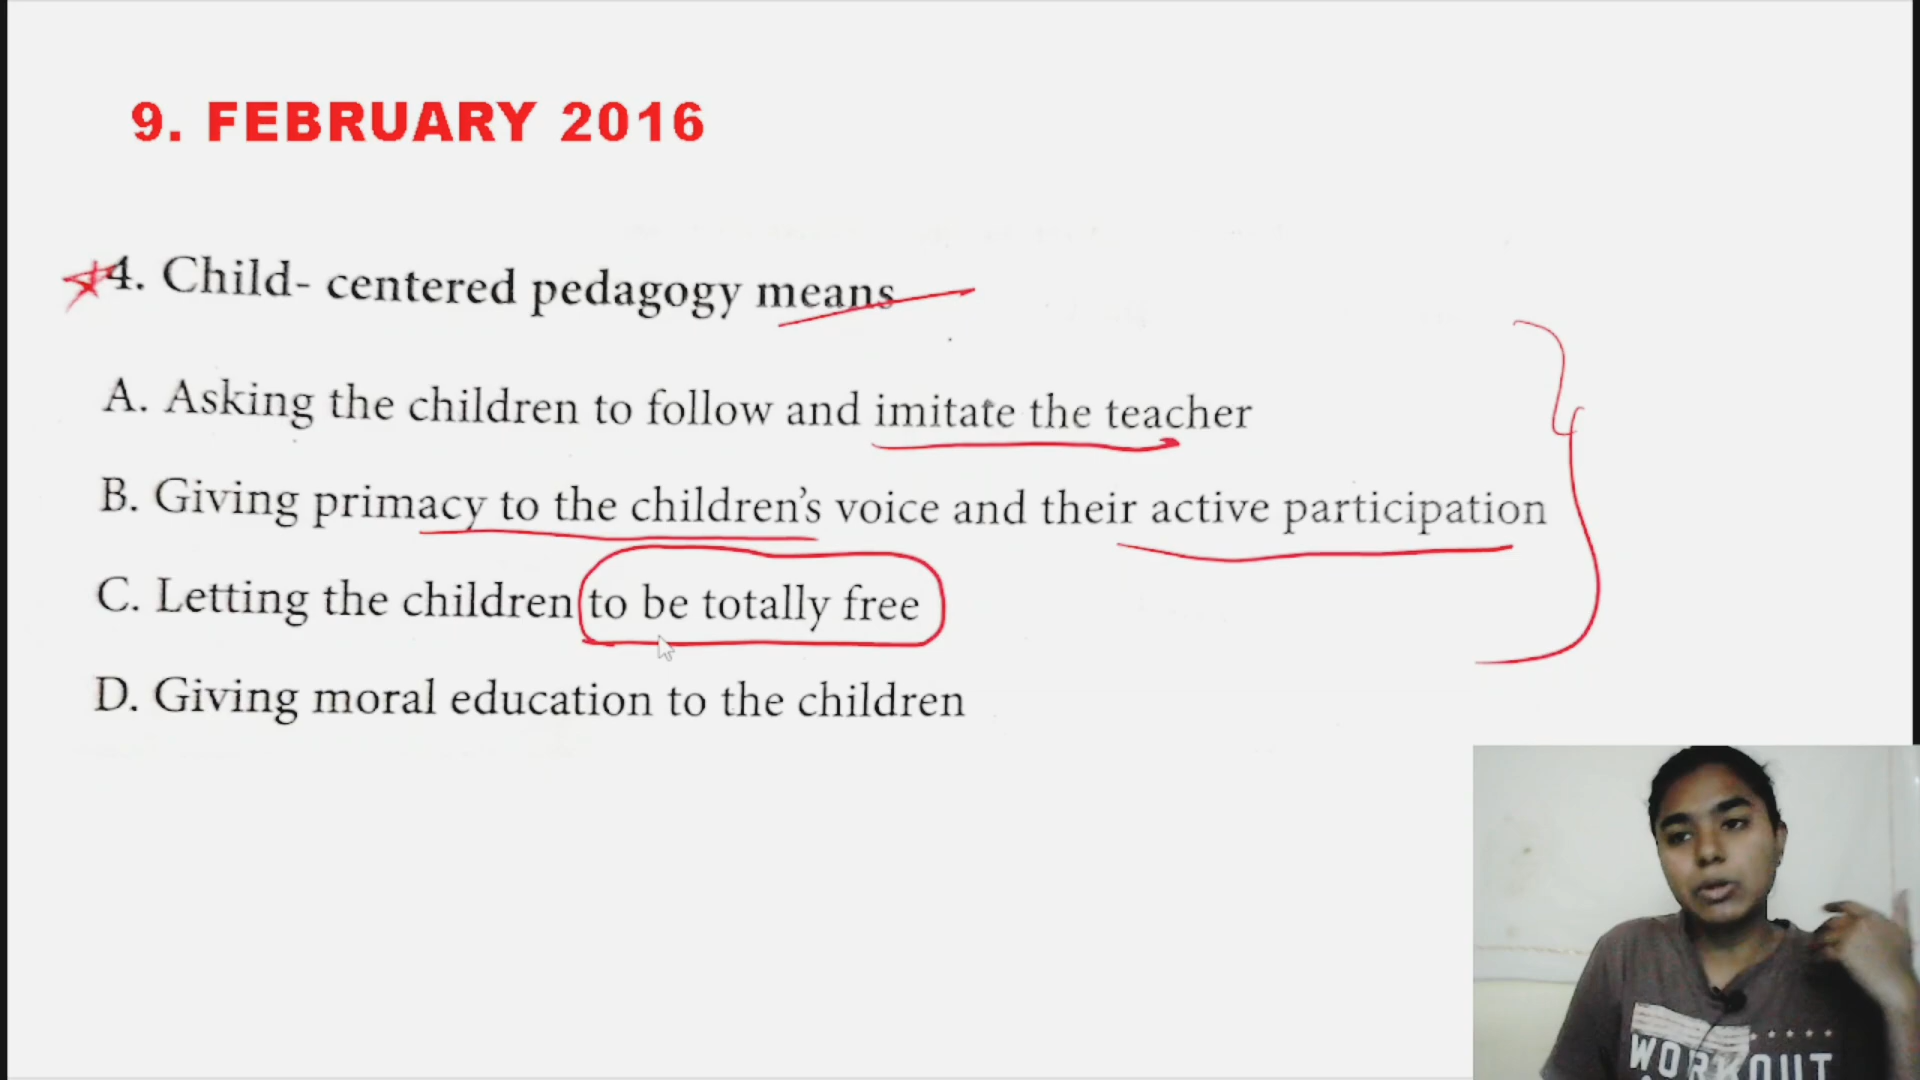 9. FEBRUARY 2016
4. Child- centered pedagogy means
A. Asking the children to follow and imitate the teacher
B. Giving primacy to the children's voice and their active participation
C. Letting the children to be totally free
D. Giving moral education to the children
WORKOUT